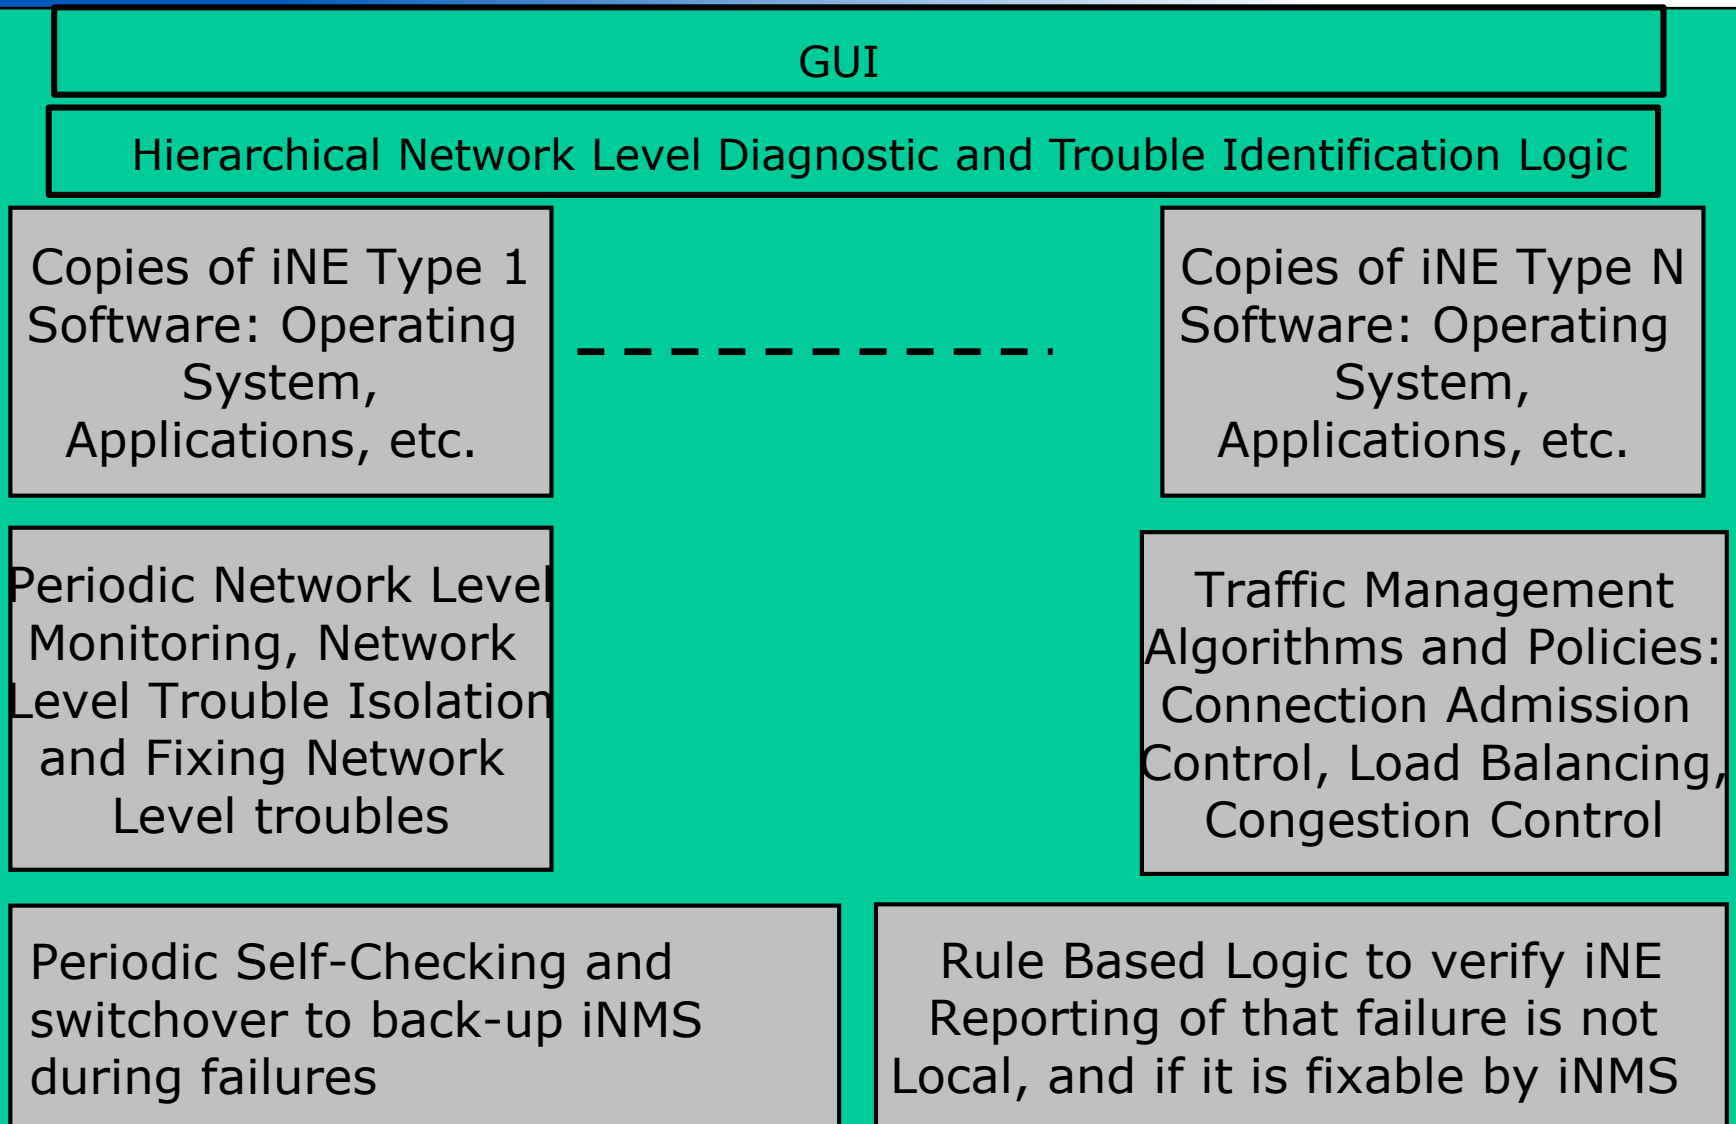 GUI
Hierarchical Network Level Diagnostic and Trouble Identification Logic
Copies of iNE Type 1
Software: Operating
System,
Applications, etc.
Copies of iNE Type N
Software: Operating
System,
Applications, etc.
Periodic Network Level
Monitoring, Network
Level Trouble Isolation
and Fixing Network
Level troubles
Traffic Management
Algorithms and Policies:
Connection Admission
Control, Load Balancing,
Congestion Control
Periodic Self-Checking and
switchover to back-up iNMS
during failures
Rule Based Logic to verify iNE
Reporting of that failure is not
Local, and if it is fixable by iNMS